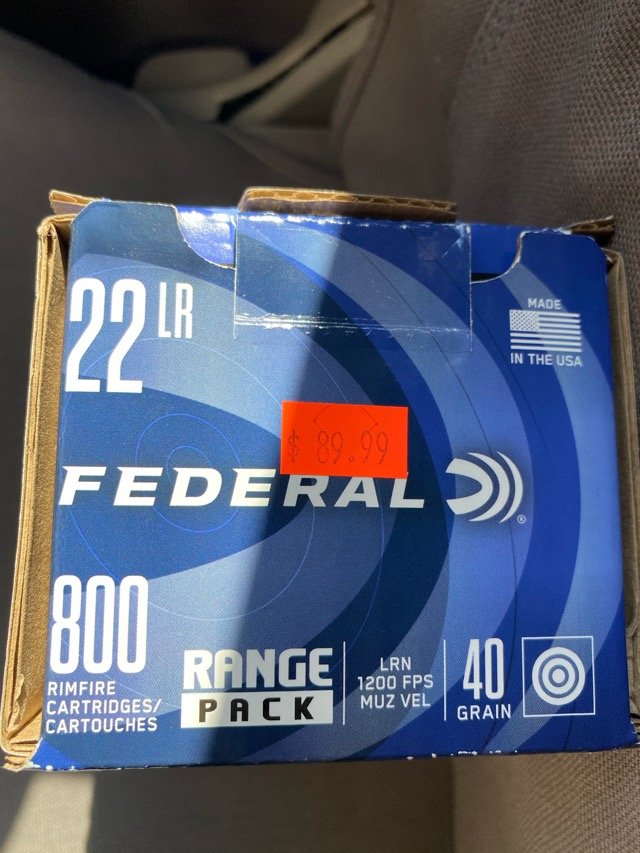 22 LR
MADE
IN THE USA
$ 89.99
FEDERAL ®
800
RIMFIRE
CARTRIDGES/
CARTOUCHES
RANGE
PACK
LRN
1200 FPS
MUZ VEL
40
GRAIN